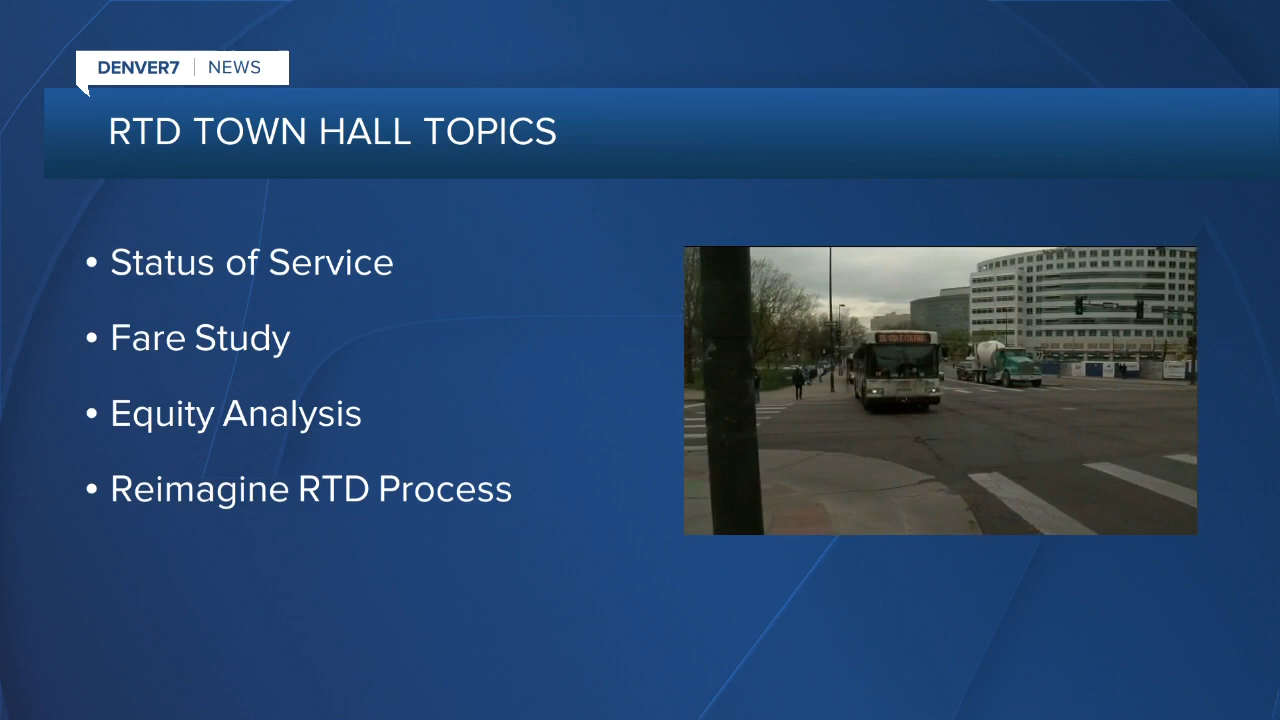 DENVER7 | NEWS
RTD TOWN HALL TOPICS
• Status of Service
• Fare Study
• Equity Analysis
• Reimagine RTD Process